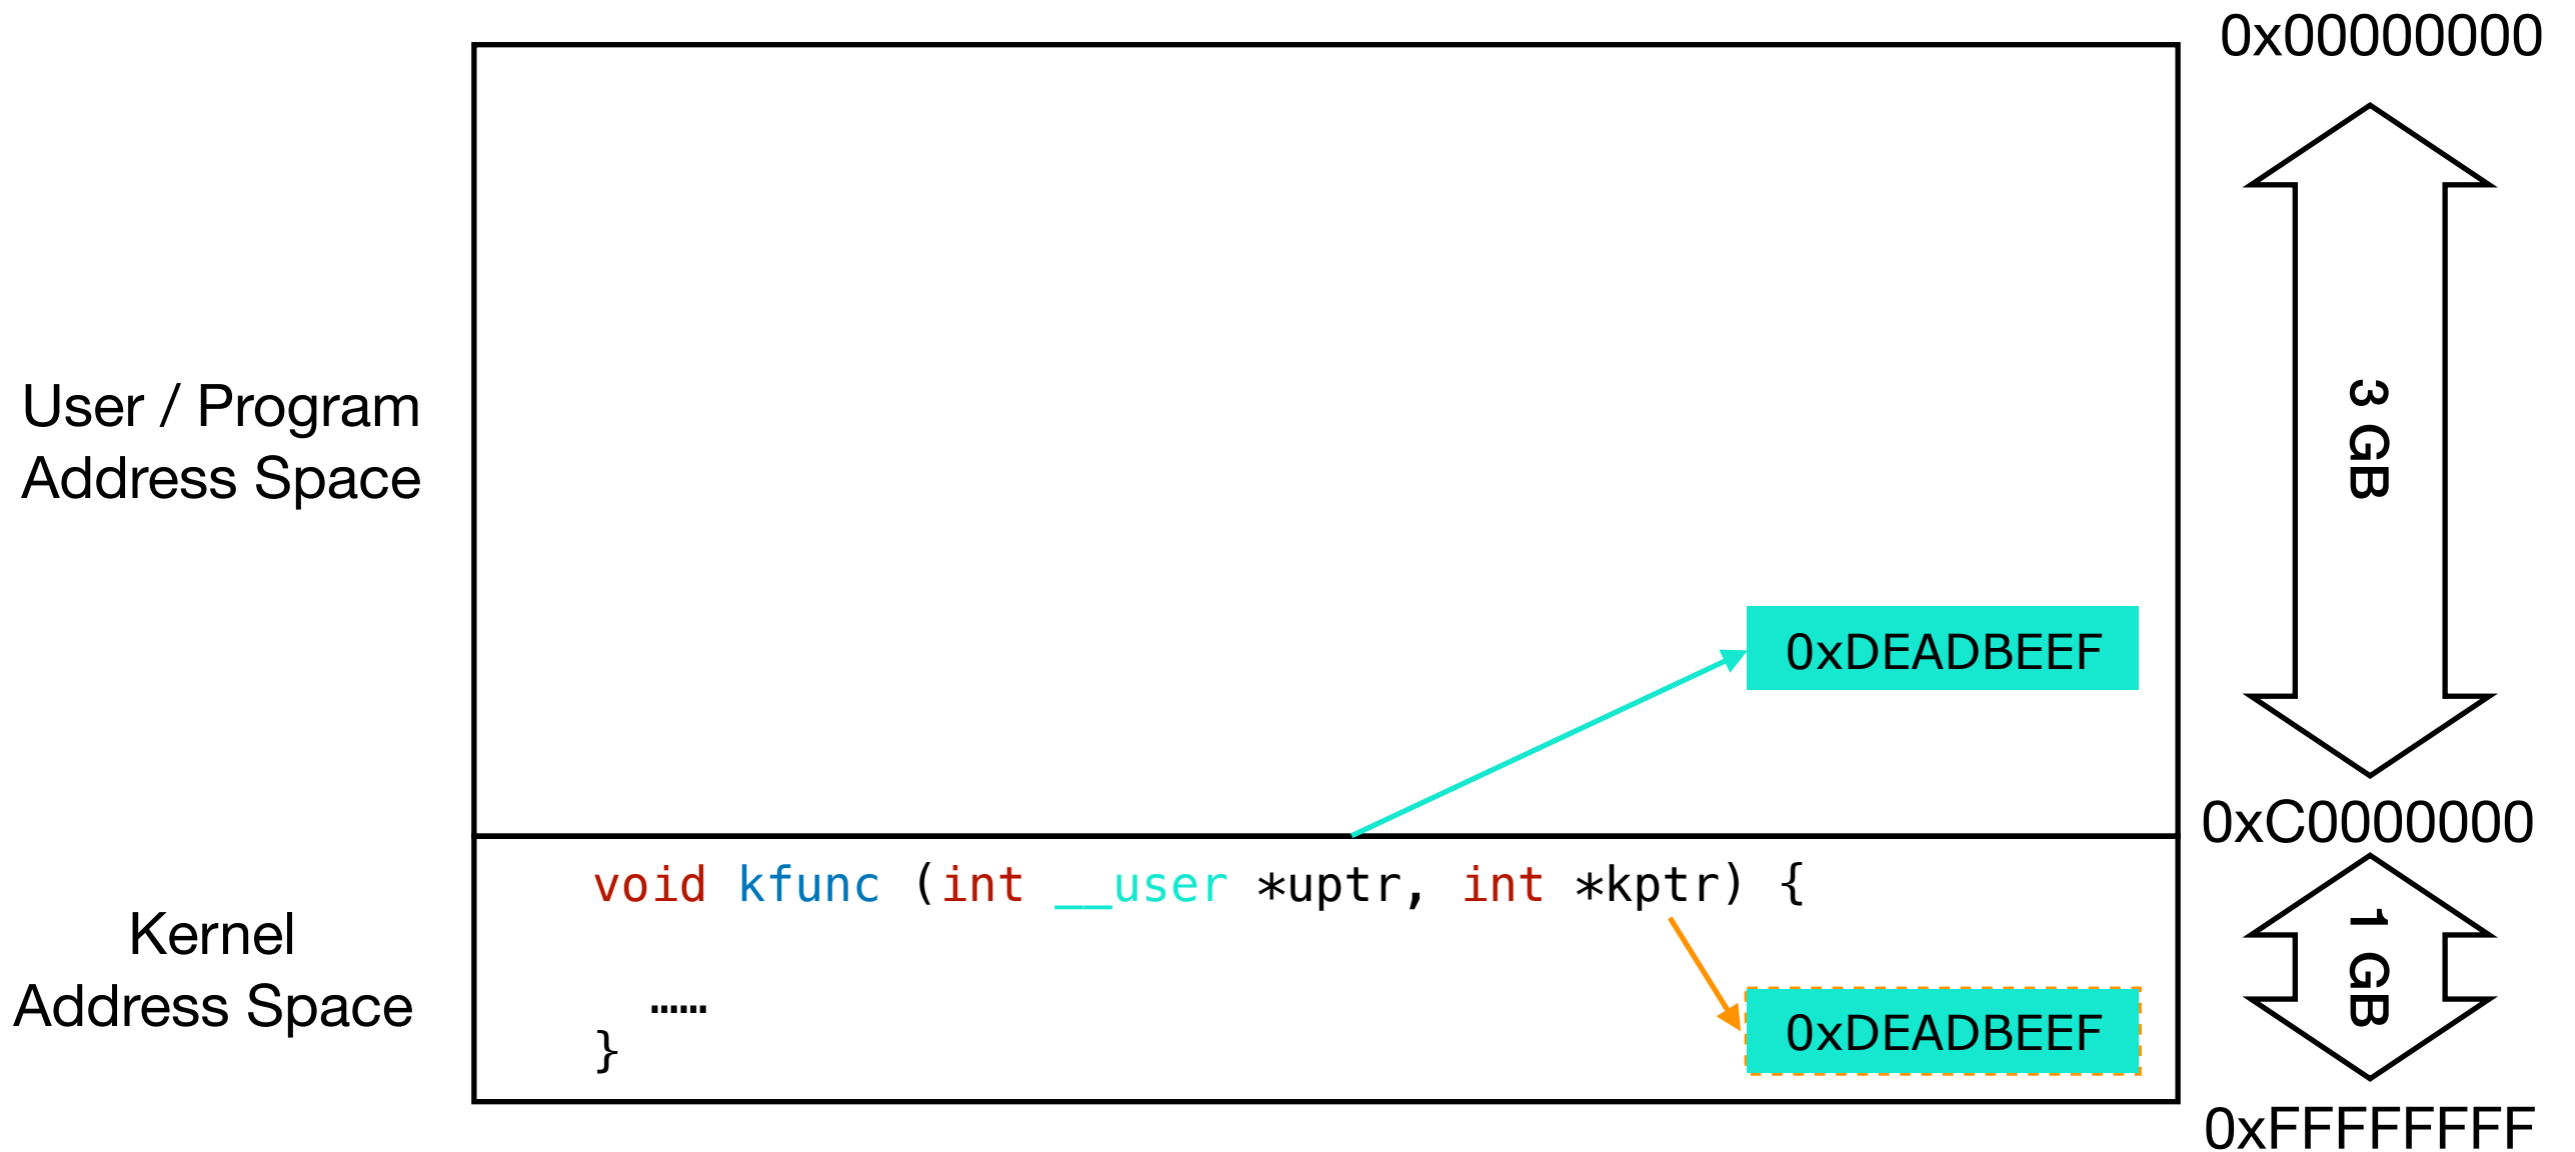 0x00000000
User / Program
Address Space
3 GB
0xDEADBEEF
0xC0000000
void kfunc (int __user *uptr, int *kptr) {
Kernel
Address Space
1 GB
……
0xDEADBEEF
}
0xFFFFFFFF